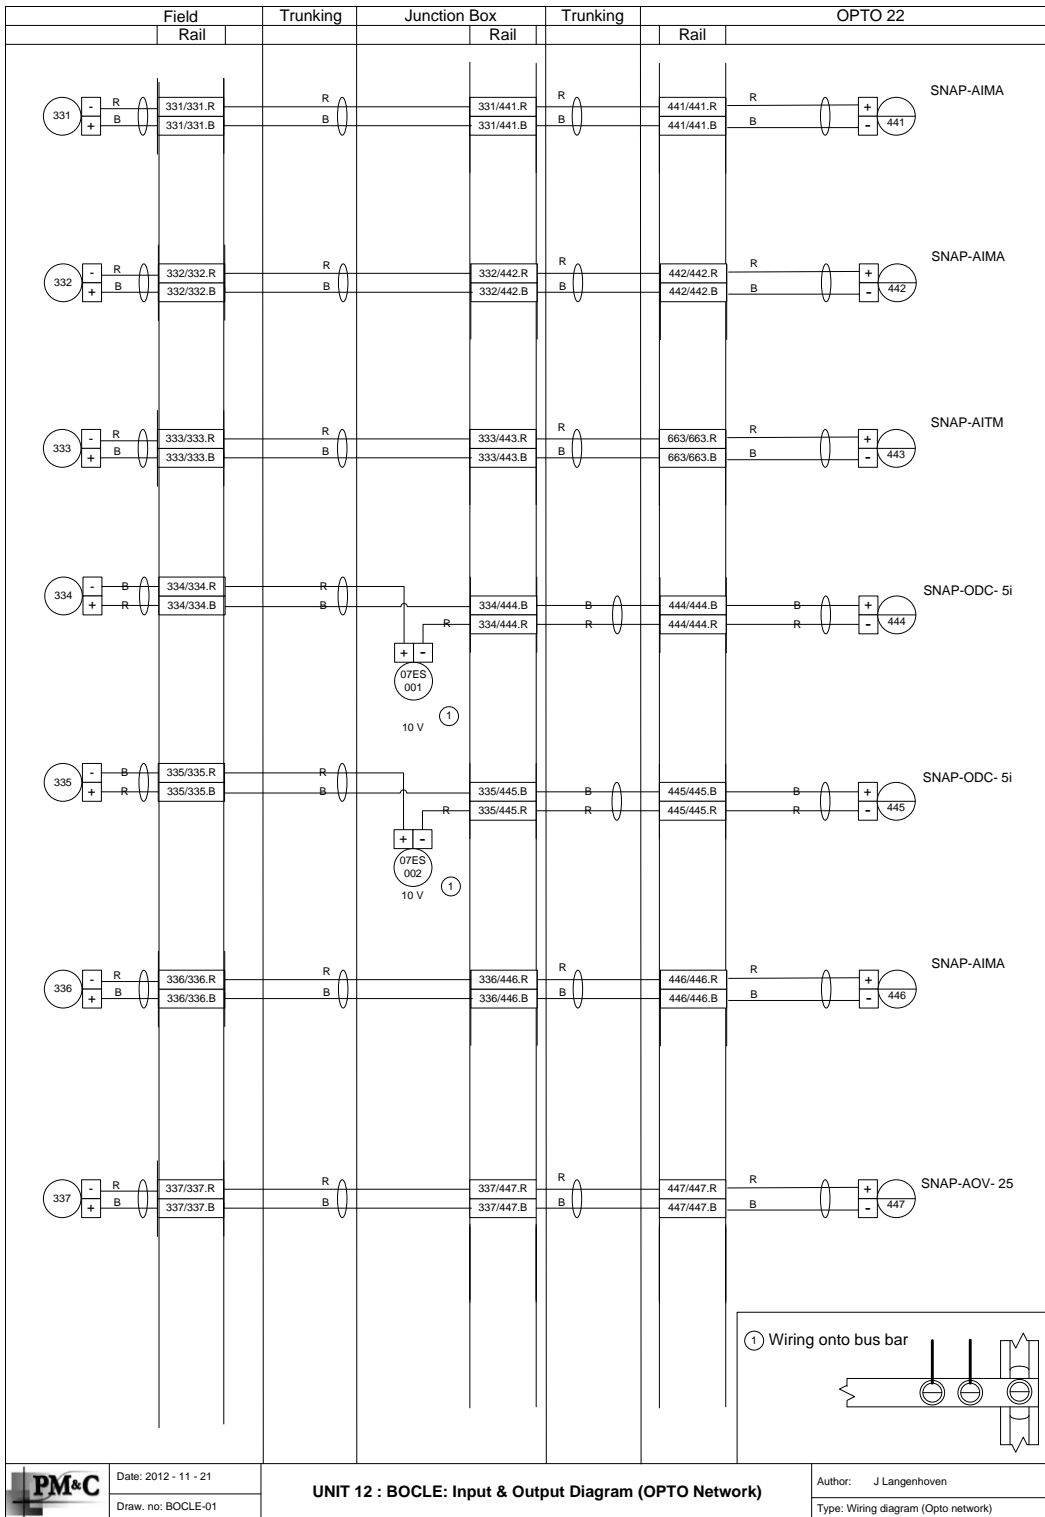 Field Trunking Junction Box Trunking OPTO 22
Rail Rail Rail
SNAP-AIMA
331 - R 331/331.R R 331/441.R R 441/441.R R + 441
+ B 331/331.B B 331/441.B B 441/441.B B -
SNAP-AIMA
332 - R 332/332.R R 332/442.R R 442/442.R R + 442
+ B 332/332.B B 332/442.B B 442/442.B B -
SNAP-AITM
333 - R 333/333.R R 333/443.R R 663/663.R R + 443
+ B 333/333.B B 333/443.B B 663/663.B B -
SNAP-ODC- 5i
334 - B 334/334.R R
+ R 334/334.B B 334/444.B B 444/444.B B + 444
R 334/444.R R 444/444.R R -
+ -
07ES
001
1
10 V
SNAP-ODC- 5i
335 - B 335/335.R R
+ R 335/335.B B 335/445.B B 445/445.B B + 445
R 335/445.R R 445/445.R R -
+ -
07ES
002
1
10 V
SNAP-AIMA
336 - R 336/336.R R 336/446.R R 446/446.R R + 446
+ B 336/336.B B 336/446.B B 446/446.B B -
SNAP-AOV- 25
337 - R 337/337.R R 337/447.R R 447/447.R R + 447
+ B 337/337.B B 337/447.B B 447/447.B B -
1 Wiring onto bus bar
PM&C
Date: 2012 - 11 - 21
Draw. no: BOCLE-01
UNIT 12 : BOCLE: Input & Output Diagram (OPTO Network)
Author: J Langenhoven
Type: Wiring diagram (Opto network)